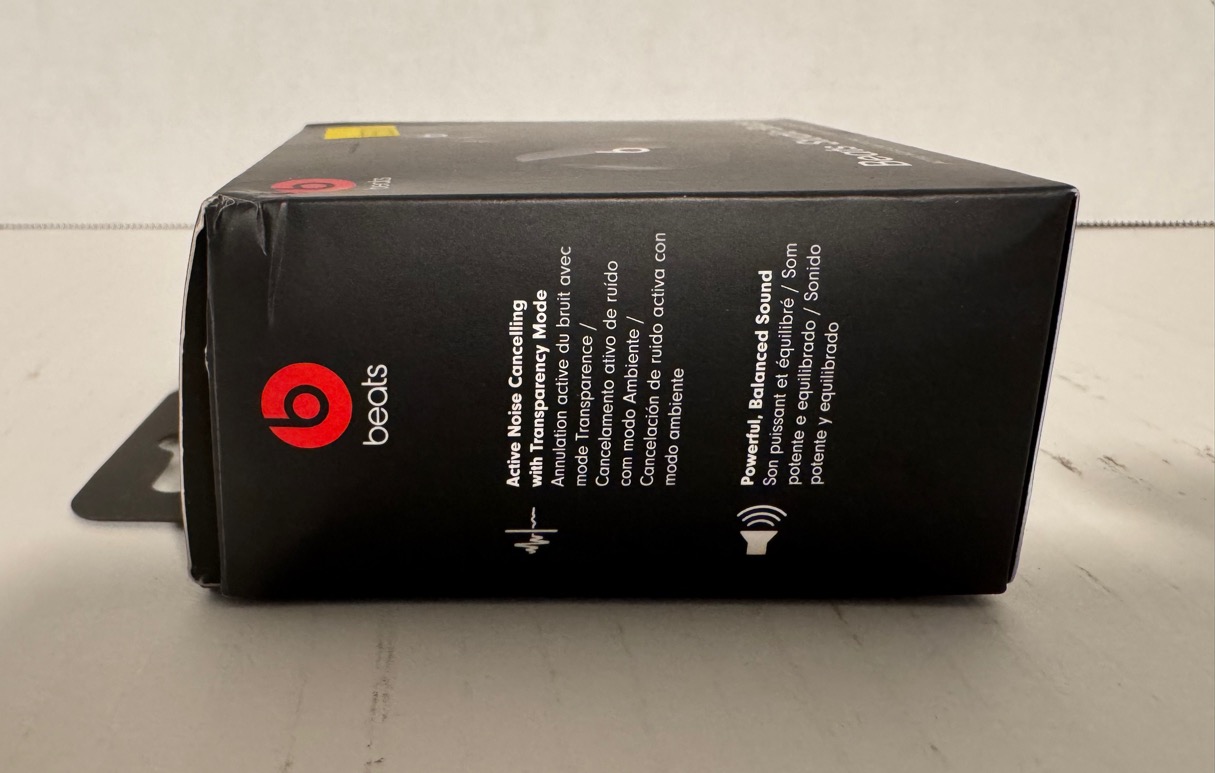 beats
beats
Active Noise Cancelling
with Transparency Mode
Annulation active du bruit avec
mode Transparence /
Cancelamento ativo de ruído
com modo Ambiente /
Cancelación de ruido activa con
modo ambiente
Powerful, Balanced Sound
Son puissant et équilibré / Som
potente e equilibrado / Sonido
potente y equilibrado
Beats